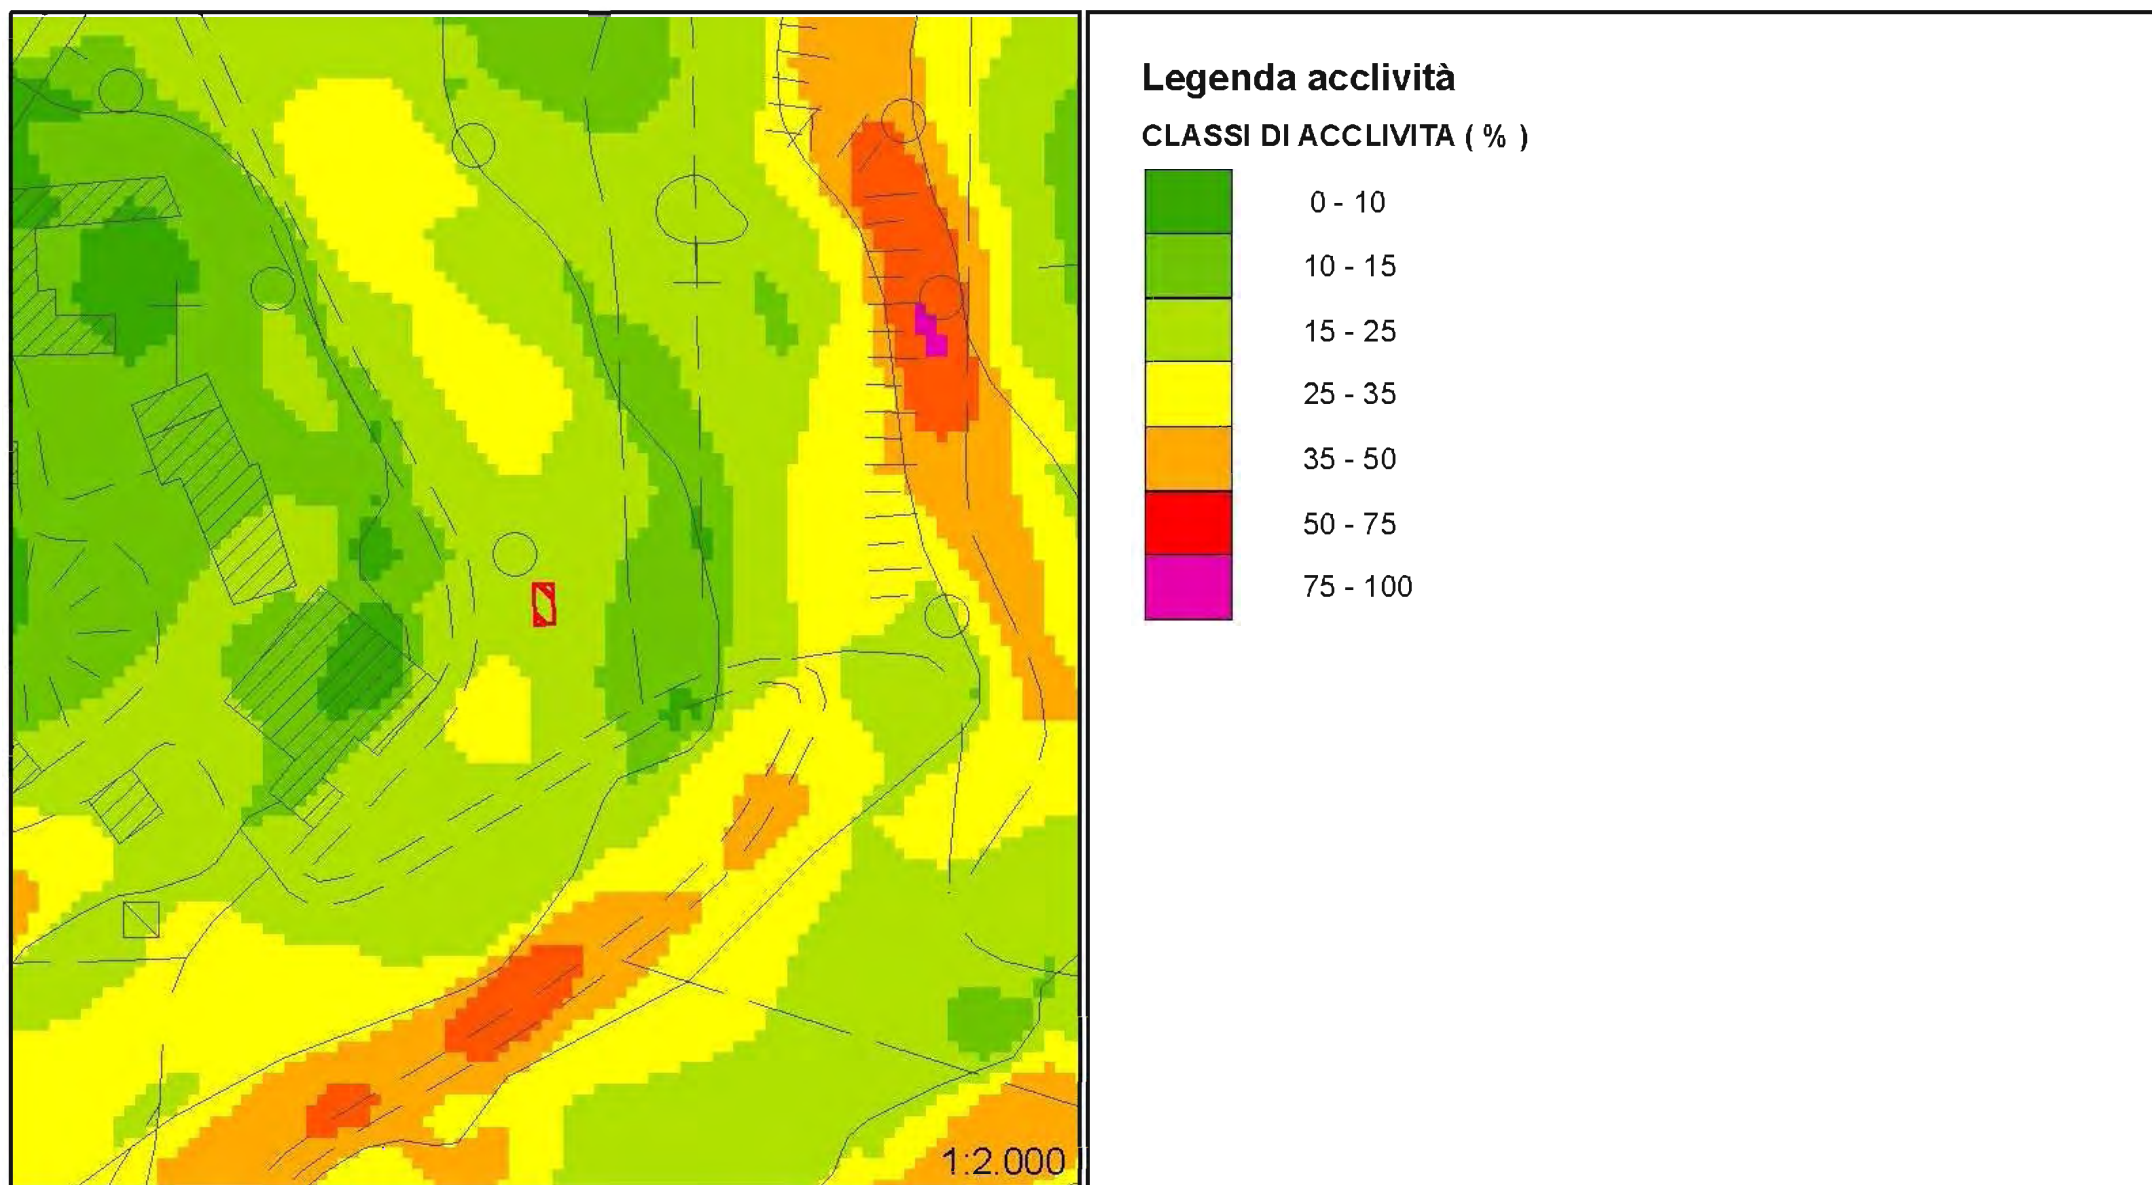 Legenda acclività
CLASSI DI ACCLIVITA ( % )
0 - 10
10 - 15
15 - 25
25 - 35
35 - 50
50 - 75
75 - 100
1:2.000